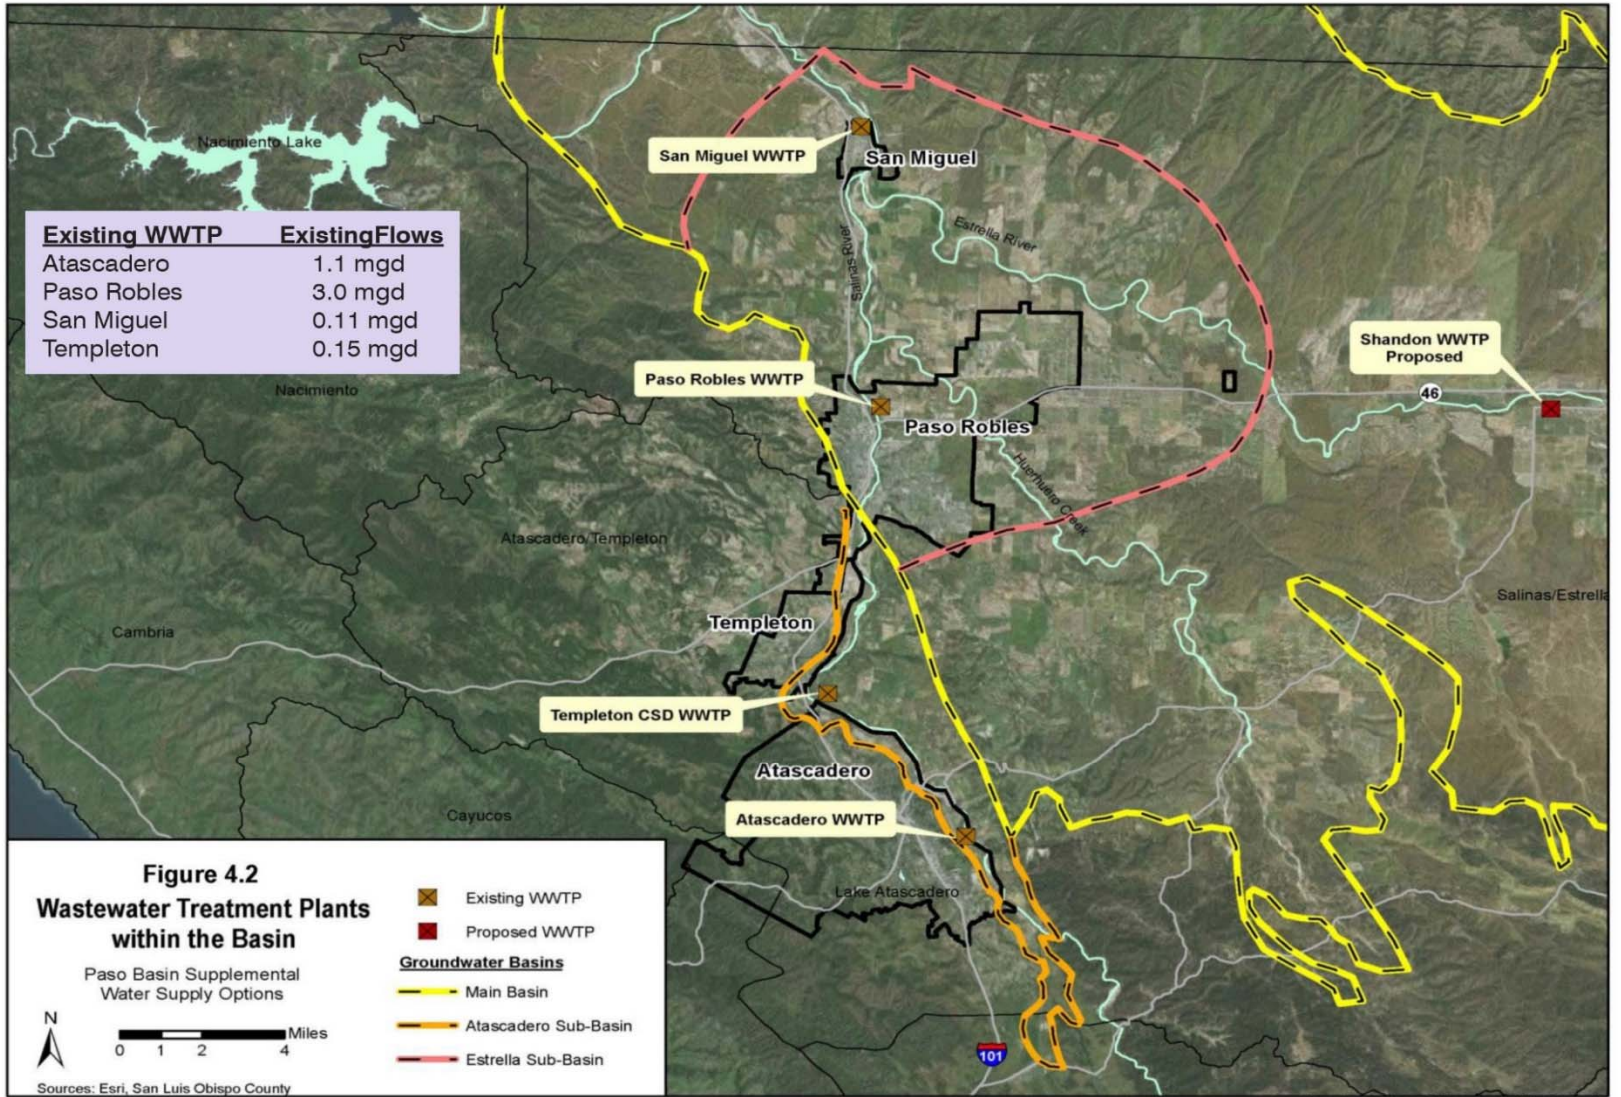 Nacimiento Lake
Existing WWTP ExistingFlows
Atascadero 1.1 mgd
Paso Robles 3.0 mgd
San Miguel 0.11 mgd
Templeton 0.15 mgd
San Miguel WWTP
San Miguel
Estrella River
Salinas River
Shandon WWTP
Proposed
46
Paso Robles WWTP
Nacimiento
Paso Robles
Huerhuero Creek
Atascadero/Templeton
Salinas/Estrella
Cambria
Templeton
Templeton CSD WWTP
Atascadero
Cayucos
Atascadero WWTP
Lake Atascadero
101
Figure 4.2
Wastewater Treatment Plants
within the Basin
Paso Basin Supplemental
Water Supply Options
N
Miles
0 1 2 4
Sources: Esri, San Luis Obispo County
Existing WWTP
Proposed WWTP
Groundwater Basins
Main Basin
Atascadero Sub-Basin
Estrella Sub-Basin